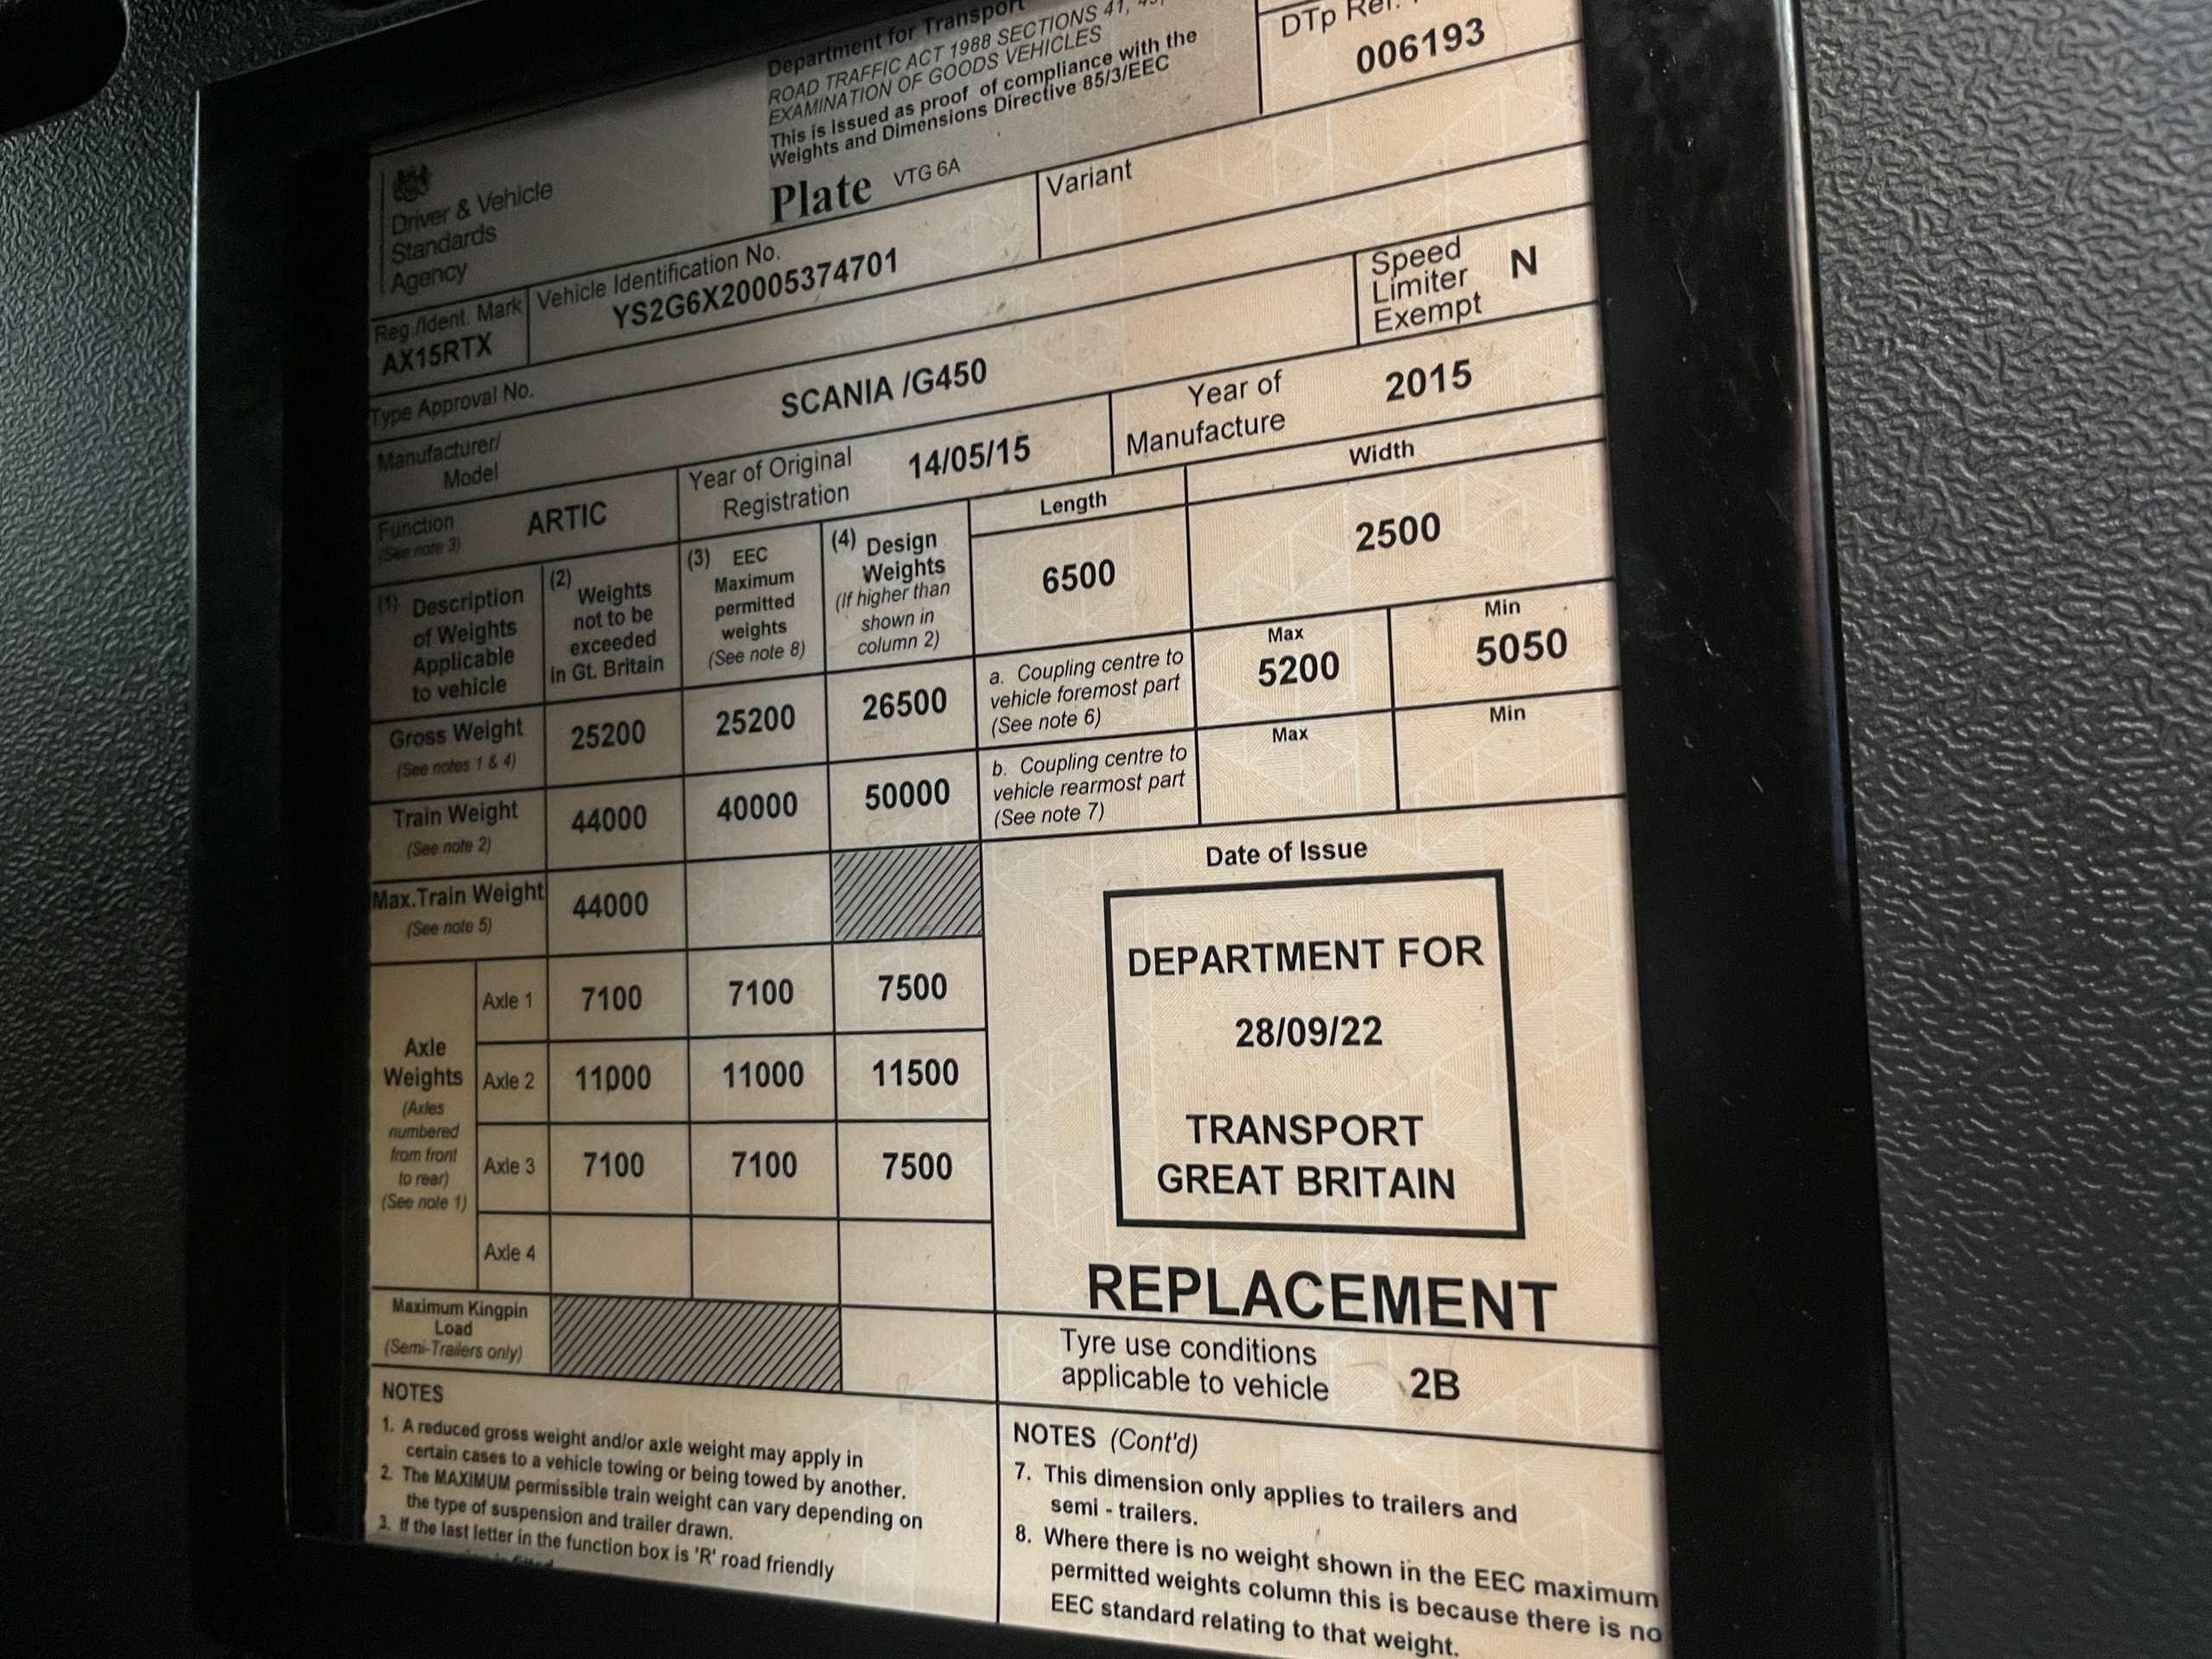 Department for Transport
ROAD TRAFFIC ACT 1988 SECTIONS 41,
EXAMINATION OF GOODS VEHICLES
This is issued as proof of compliance with the
Weights and Dimensions Directive 85/3/EEC
DTp Ref.
006193
Driver & Vehicle
Standards
Agency
Plate VTG 6A
Reg./Ident. Mark
AX15RTX
Vehicle Identification No.
YS2G6X20005374701
Variant
Type Approval No.
Speed
Limiter
Exempt
N
Manufacturer/
Model
SCANIA /G450
Function
(See note 3)
ARTIC
Year of Original
Registration
14/05/15
Year of
Manufacture
2015
(1) Description
of Weights
Applicable
to vehicle
(2) Weights
not to be
exceeded
in Gt. Britain
(3) EEC
Maximum
permitted
weights
(See note 8)
(4) Design
Weights
(If higher than
shown in
column 2)
Length
6500
Width
2500
Gross Weight
(See notes 1 & 4)
25200
25200
26500
a. Coupling centre to
vehicle foremost part
(See note 6)
Max
5200
Min
5050
Train Weight
(See note 2)
44000
40000
50000
b. Coupling centre to
vehicle rearmost part
(See note 7)
Max
Min
Max.Train Weight
(See note 5)
44000
Axle
Weights
(Axles
numbered
from front
to rear)
(See note 1)
Axle 1 7100 7100 7500
Axle 2 11000 11000 11500
Axle 3 7100 7100 7500
Axle 4
Maximum Kingpin
Load
(Semi-Trailers only)
Date of Issue
DEPARTMENT FOR
28/09/22
TRANSPORT
GREAT BRITAIN
REPLACEMENT
Tyre use conditions
applicable to vehicle
2B
NOTES
1. A reduced gross weight and/or axle weight may apply in
certain cases to a vehicle towing or being towed by another.
2. The MAXIMUM permissible train weight can vary depending on
the type of suspension and trailer drawn.
3. If the last letter in the function box is 'R' road friendly
NOTES (Cont'd)
7. This dimension only applies to trailers and
semi - trailers.
8. Where there is no weight shown in the EEC maximum
permitted weights column this is because there is no
EEC standard relating to that weight.